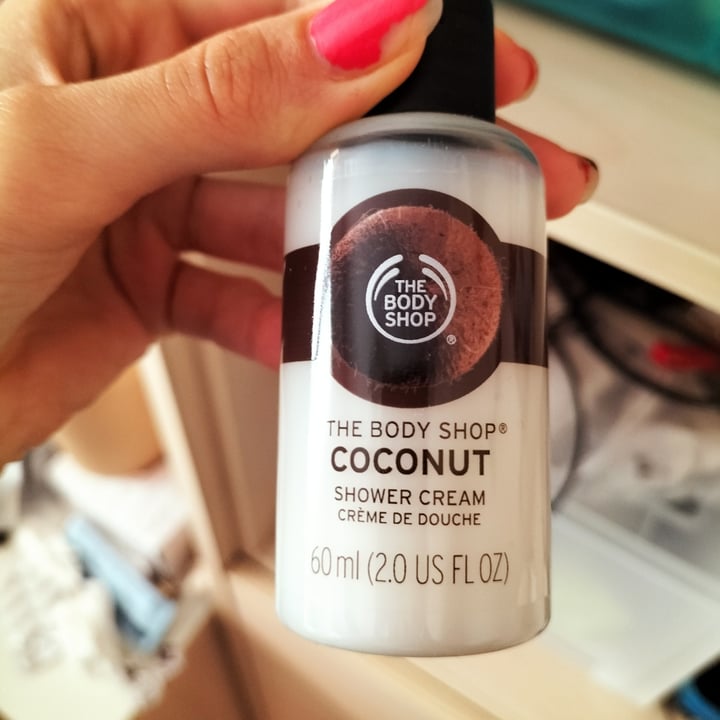 THE
BODY
SHOP®
THE BODY SHOP®
COCONUT
SHOWER CREAM
CRÈME DE DOUCHE
60 ml (2.0 US FL OZ)